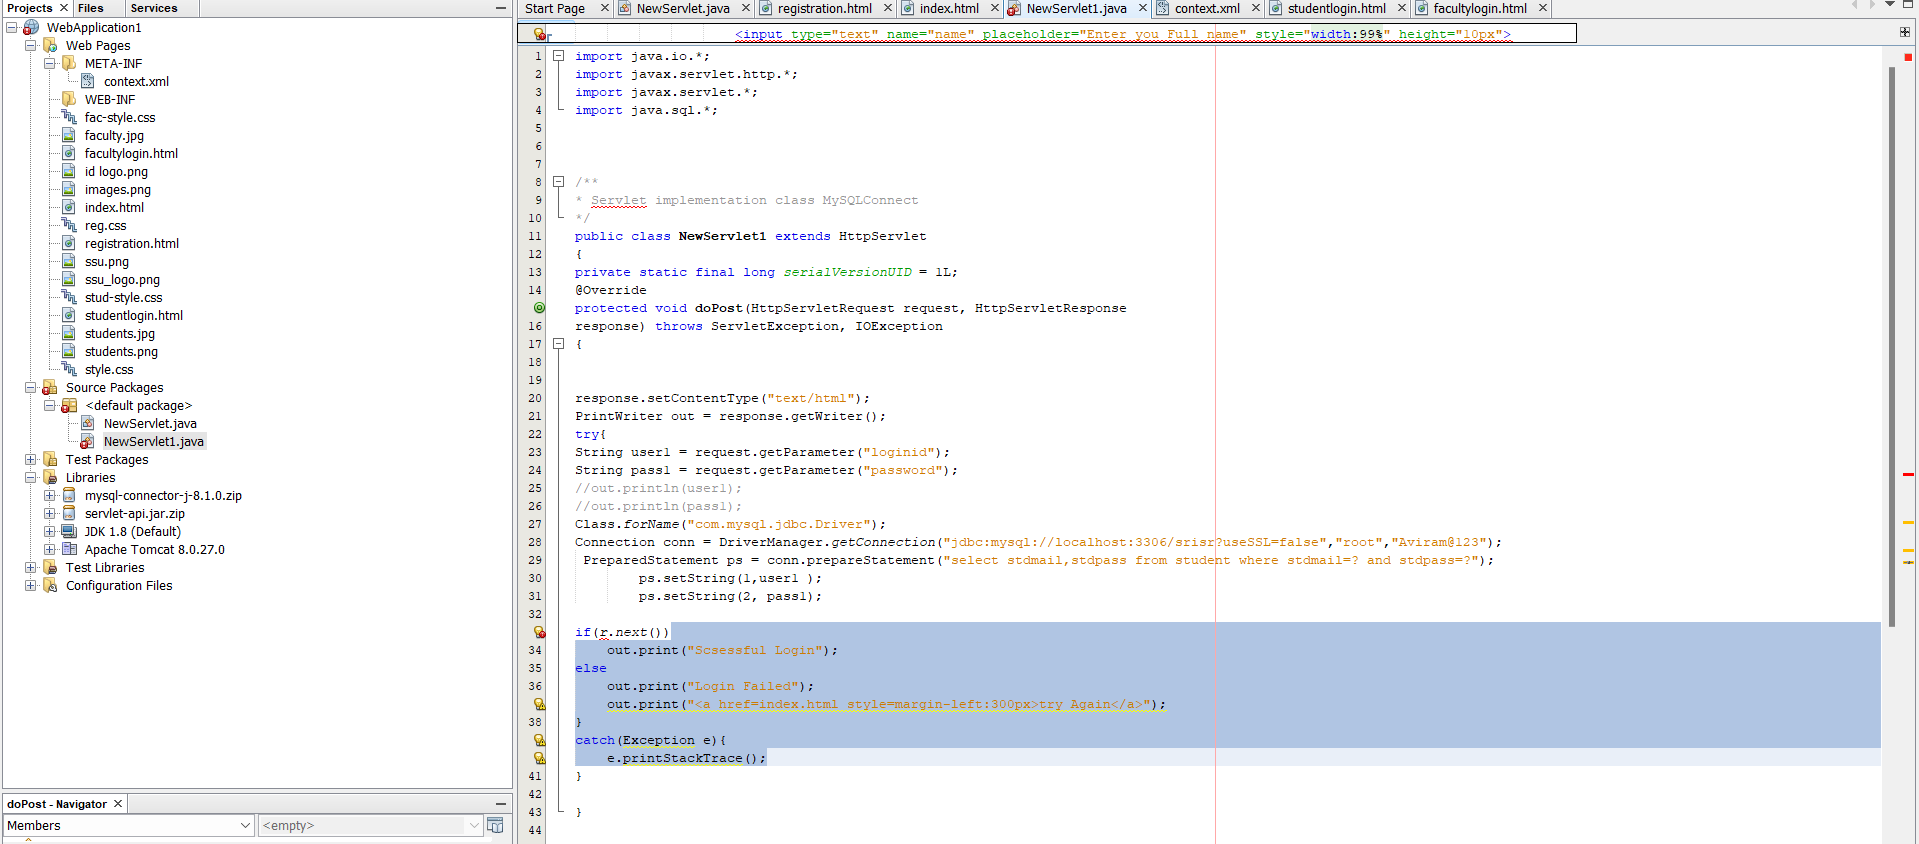 Projects Files Services
WebApplication1
Web Pages
META-INF
context.xml
WEB-INF
fac-style.css
faculty.jpg
facultylogin.html
id logo.png
images.png
index.html
reg.css
registration.html
ssu.png
ssu_logo.png
stud-style.css
studentlogin.html
students.jpg
students.png
style.css
Source Packages
<default package>
NewServlet.java
NewServlet1.java
Test Packages
Libraries
mysql-connector-j-8.1.0.zip
servlet-api.jar.zip
JDK 1.8 (Default)
Apache Tomcat 8.0.27.0
Test Libraries
Configuration Files
doPost - Navigator
Members <empty>
Start Page NewServlet.java registration.html index.html NewServlet1.java context.xml studentlogin.html facultylogin.html
<input type="text" name="name" placeholder="Enter you Full name" style="width:99%" height="10px">
1 import java.io.*;
2 import javax.servlet.http.*;
3 import javax.servlet.*;
4 import java.sql.*;
5
6
7
8 /**
9 * Servlet implementation class MySQLConnect
10 */
11 public class NewServlet1 extends HttpServlet
12 {
13 private static final long serialVersionUID = 1L;
14 @Override
protected void doPost(HttpServletRequest request, HttpServletResponse
16 response) throws ServletException, IOException
17 {
18
19
20 response.setContentType("text/html");
21 PrintWriter out = response.getWriter();
22 try{
23 String user1 = request.getParameter("loginid");
24 String pass1 = request.getParameter("password");
25 //out.println(user1);
26 //out.println(pass1);
27 Class.forName("com.mysql.jdbc.Driver");
28 Connection conn = DriverManager.getConnection("jdbc:mysql://localhost:3306/srisr?useSSL=false","root","Aviram@123");
29 PreparedStatement ps = conn.prepareStatement("select stdmail,stdpass from student where stdmail=? and stdpass=?");
30 ps.setString(1,user1 );
31 ps.setString(2, pass1);
32
if(r.next())
34 out.print("Scsessful Login");
35 else
36 out.print("Login Failed");
out.print("<a href=index.html style=margin-left:300px>try Again</a>");
38 }
catch(Exception e){
e.printStackTrace();
41 }
42
43 }
44